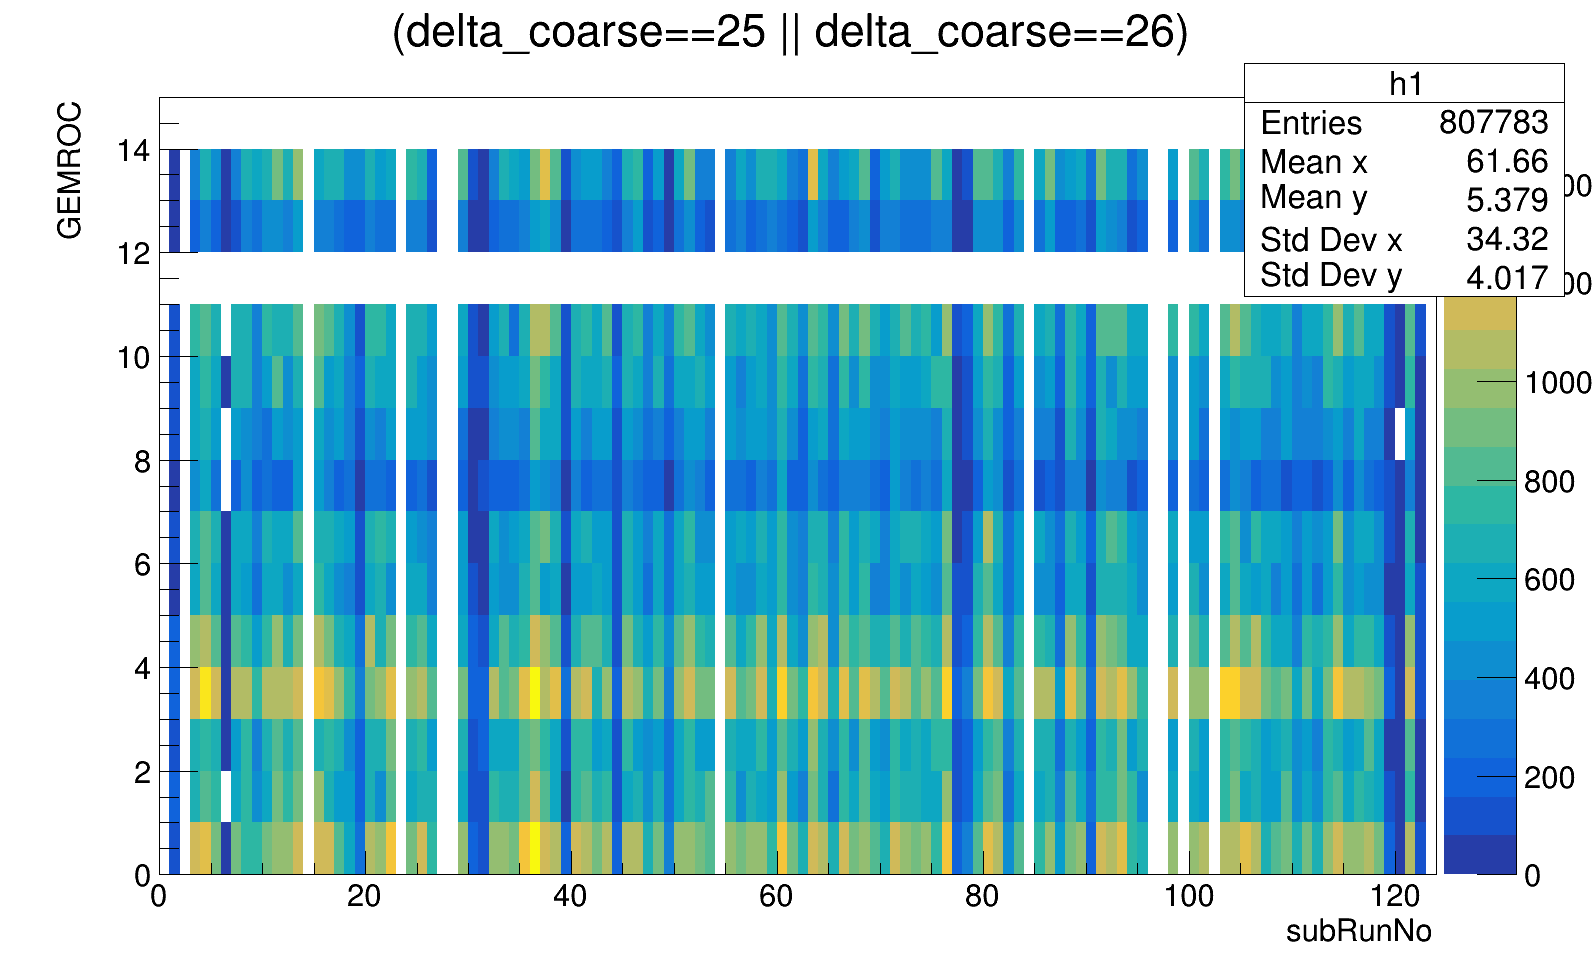 (delta_coarse==25 || delta_coarse==26)
h1
Entries 807783
Mean x 61.66
Mean y 5.379
Std Dev x 34.32
Std Dev y 4.017
GEMROC
14
12
10
8
6
4
2
0
00
00
1000
800
600
400
200
0
0 20 40 60 80 100 120
subRunNo